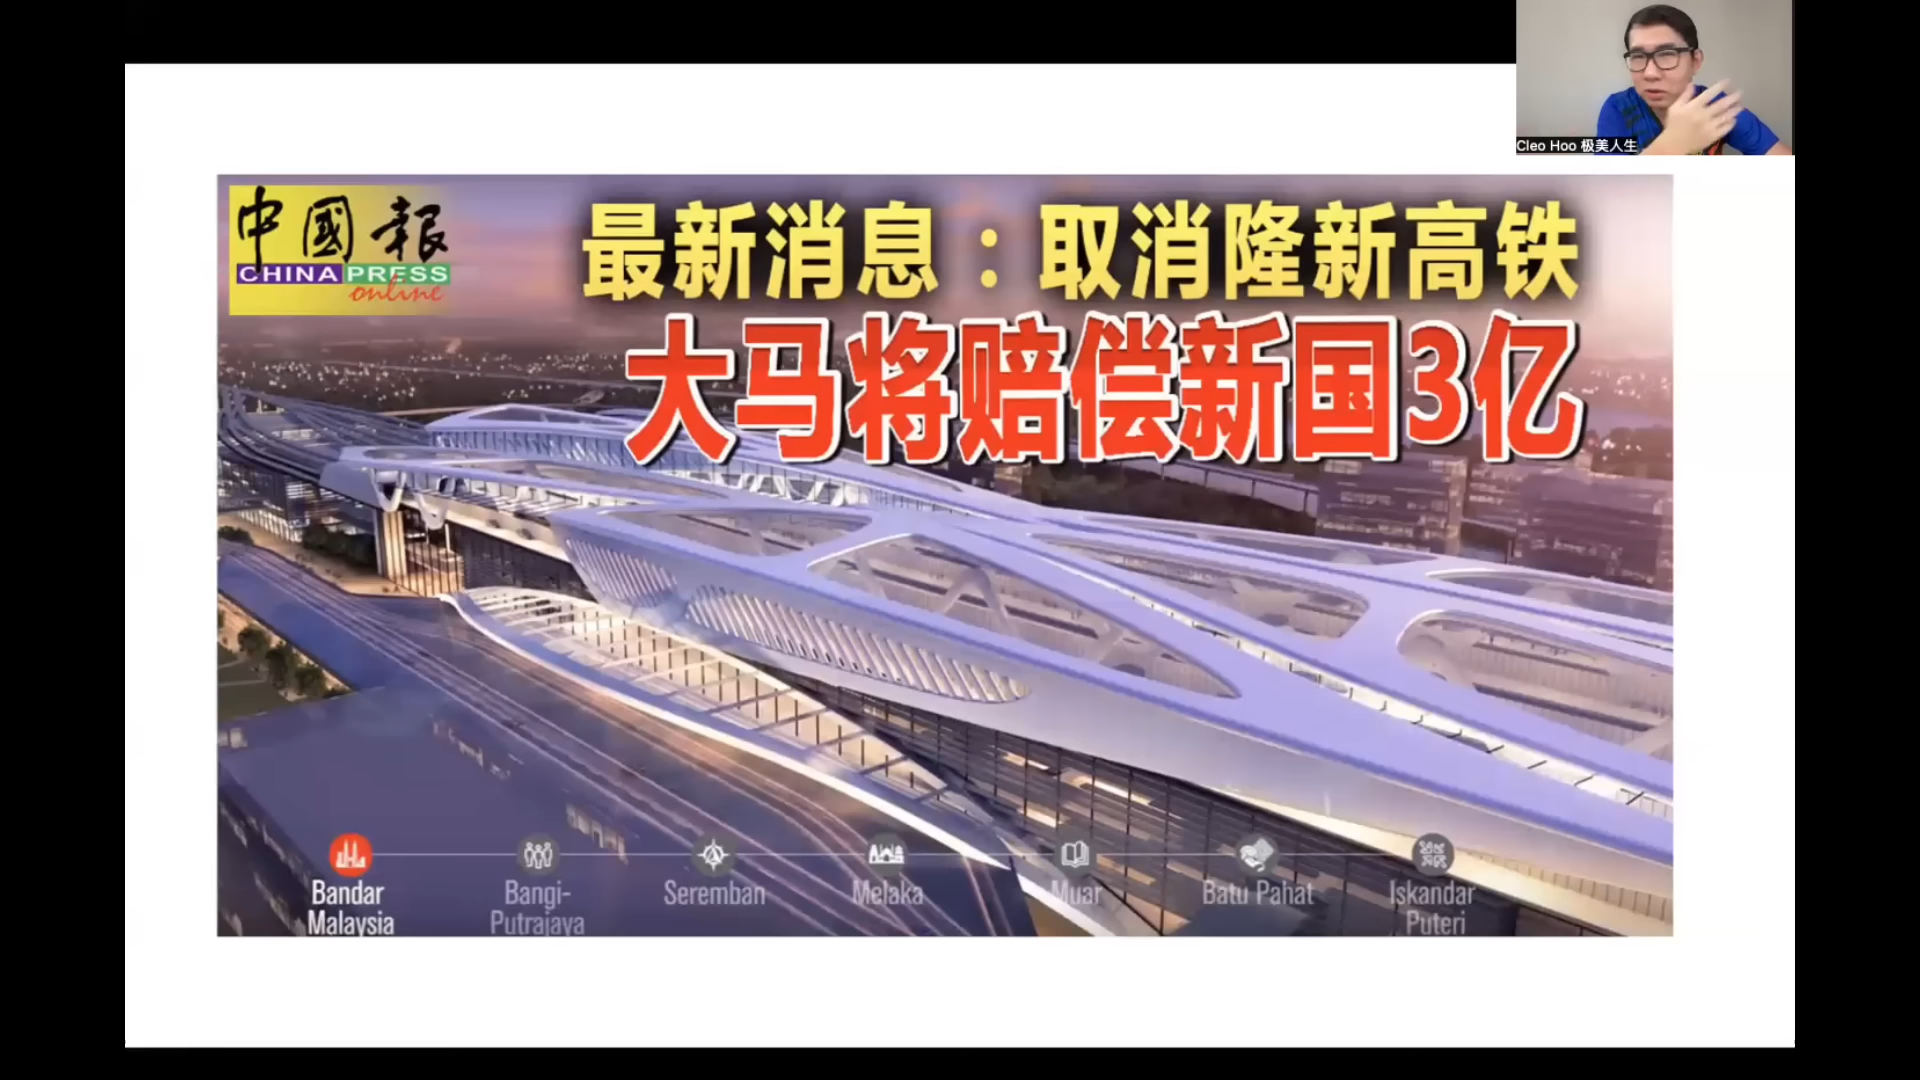 Cleo Hoo 极美人生
中國報
CHINA PRESS
online
最新消息：取消隆新高铁
大马将赔偿新国3亿
Bandar Malaysia
Bangi-Putrajaya
Seremban
Melaka
Muar
Batu Pahat
Iskandar Puteri